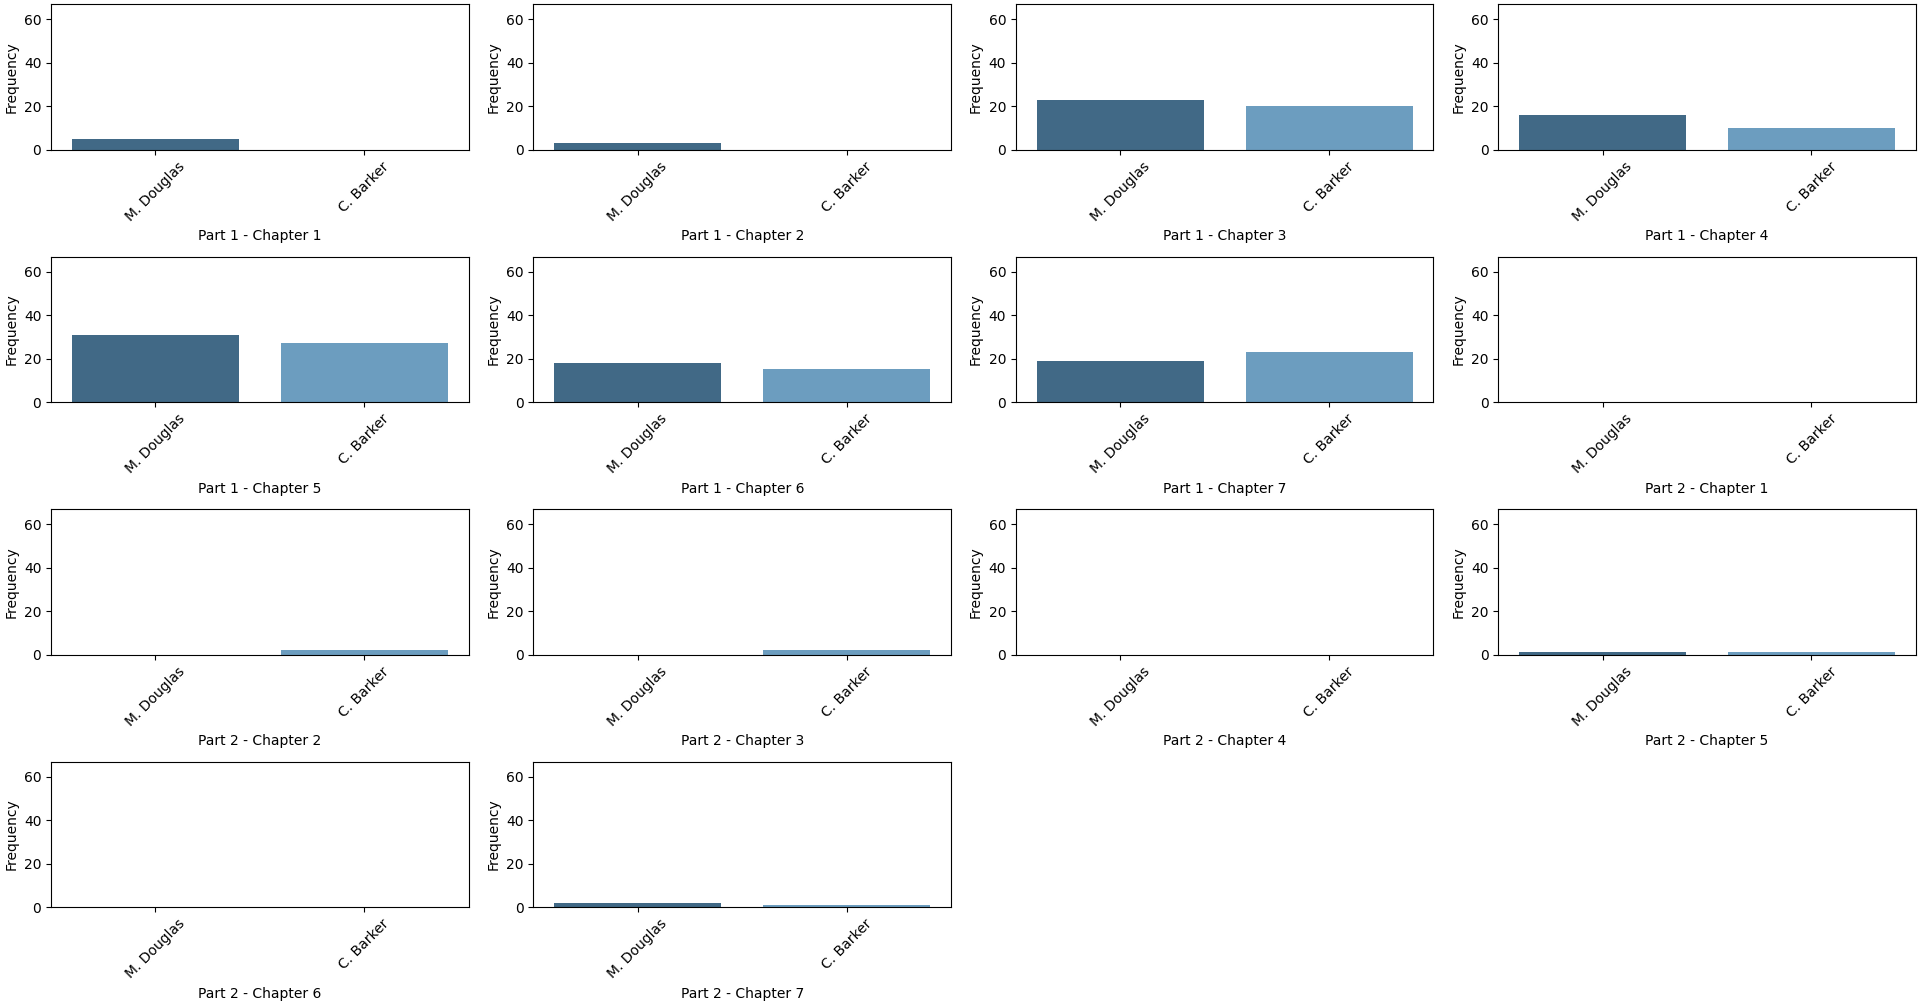 Frequency
60
40
20
0
M. Douglas
C. Barker
Part 1 - Chapter 1
Frequency
60
40
20
0
M. Douglas
C. Barker
Part 1 - Chapter 2
Frequency
60
40
20
0
M. Douglas
C. Barker
Part 1 - Chapter 3
Frequency
60
40
20
0
M. Douglas
C. Barker
Part 1 - Chapter 4
Frequency
60
40
20
0
M. Douglas
C. Barker
Part 1 - Chapter 5
Frequency
60
40
20
0
M. Douglas
C. Barker
Part 1 - Chapter 6
Frequency
60
40
20
0
M. Douglas
C. Barker
Part 1 - Chapter 7
Frequency
60
40
20
0
M. Douglas
C. Barker
Part 2 - Chapter 1
Frequency
60
40
20
0
M. Douglas
C. Barker
Part 2 - Chapter 2
Frequency
60
40
20
0
M. Douglas
C. Barker
Part 2 - Chapter 3
Frequency
60
40
20
0
M. Douglas
C. Barker
Part 2 - Chapter 4
Frequency
60
40
20
0
M. Douglas
C. Barker
Part 2 - Chapter 5
Frequency
60
40
20
0
M. Douglas
C. Barker
Part 2 - Chapter 6
Frequency
60
40
20
0
M. Douglas
C. Barker
Part 2 - Chapter 7